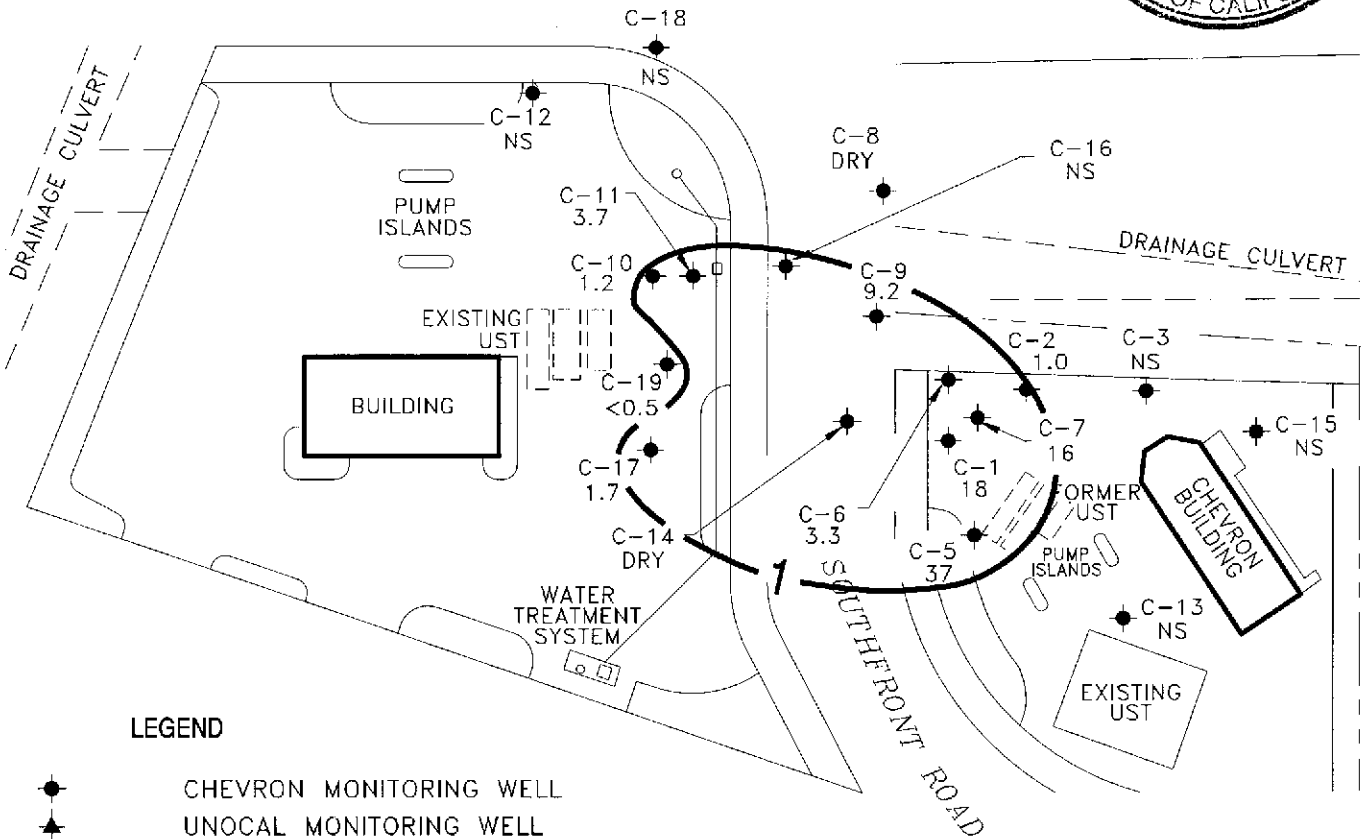 OF CALIF
C-18
NS
DRAINAGE CULVERT
C-12
NS
C-8
DRY
C-16
NS
C-11
3.7
PUMP
ISLANDS
DRAINAGE CULVERT
C-10
1.2
C-9
9.2
EXISTING
UST
C-2
1.0
C-3
NS
C-19
<0.5
BUILDING
C-7
16
C-15
NS
C-17
1.7
C-1
18
FORMER
UST
CHEVRON
BUILDING
C-6
3.3
C-14
DRY
C-5
37
PUMP
ISLANDS
1
WATER
TREATMENT
SYSTEM
SOUTHFRONT ROAD
C-13
NS
EXISTING
UST
LEGEND
CHEVRON MONITORING WELL
UNOCAL MONITORING WELL